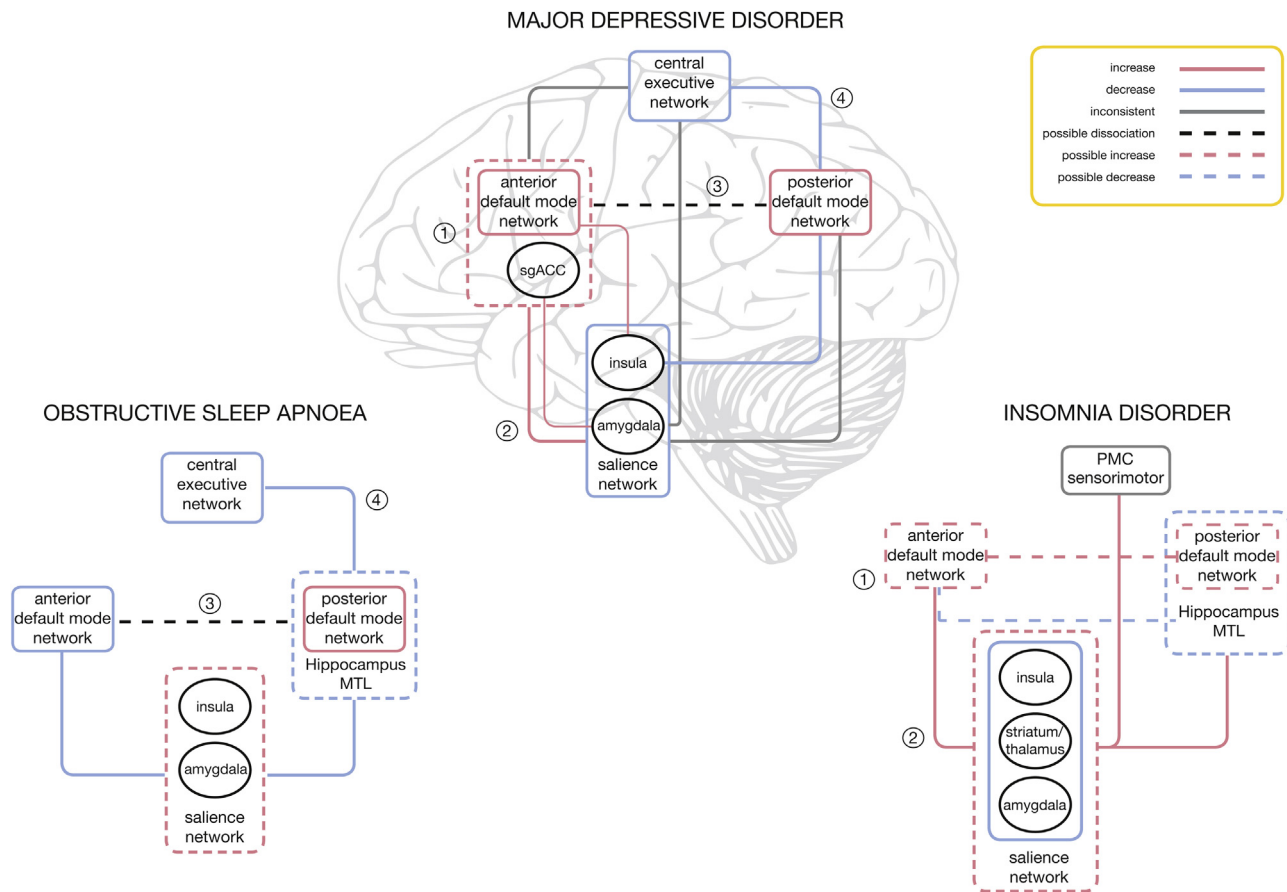 MAJOR DEPRESSIVE DISORDER
central
executive
network
④
increase
decrease
inconsistent
possible dissociation
possible increase
possible decrease
anterior
default mode
network
③
posterior
default mode
network
①
sgACC
insula
②
amygdala
salience
network
OBSTRUCTIVE SLEEP APNOEA
central
executive
network
④
anterior
default mode
network
③
posterior
default mode
network
Hippocampus
MTL
insula
amygdala
salience
network
INSOMNIA DISORDER
PMC
sensorimotor
anterior
default mode
network
①
posterior
default mode
network
Hippocampus
MTL
insula
②
striatum/
thalamus
amygdala
salience
network